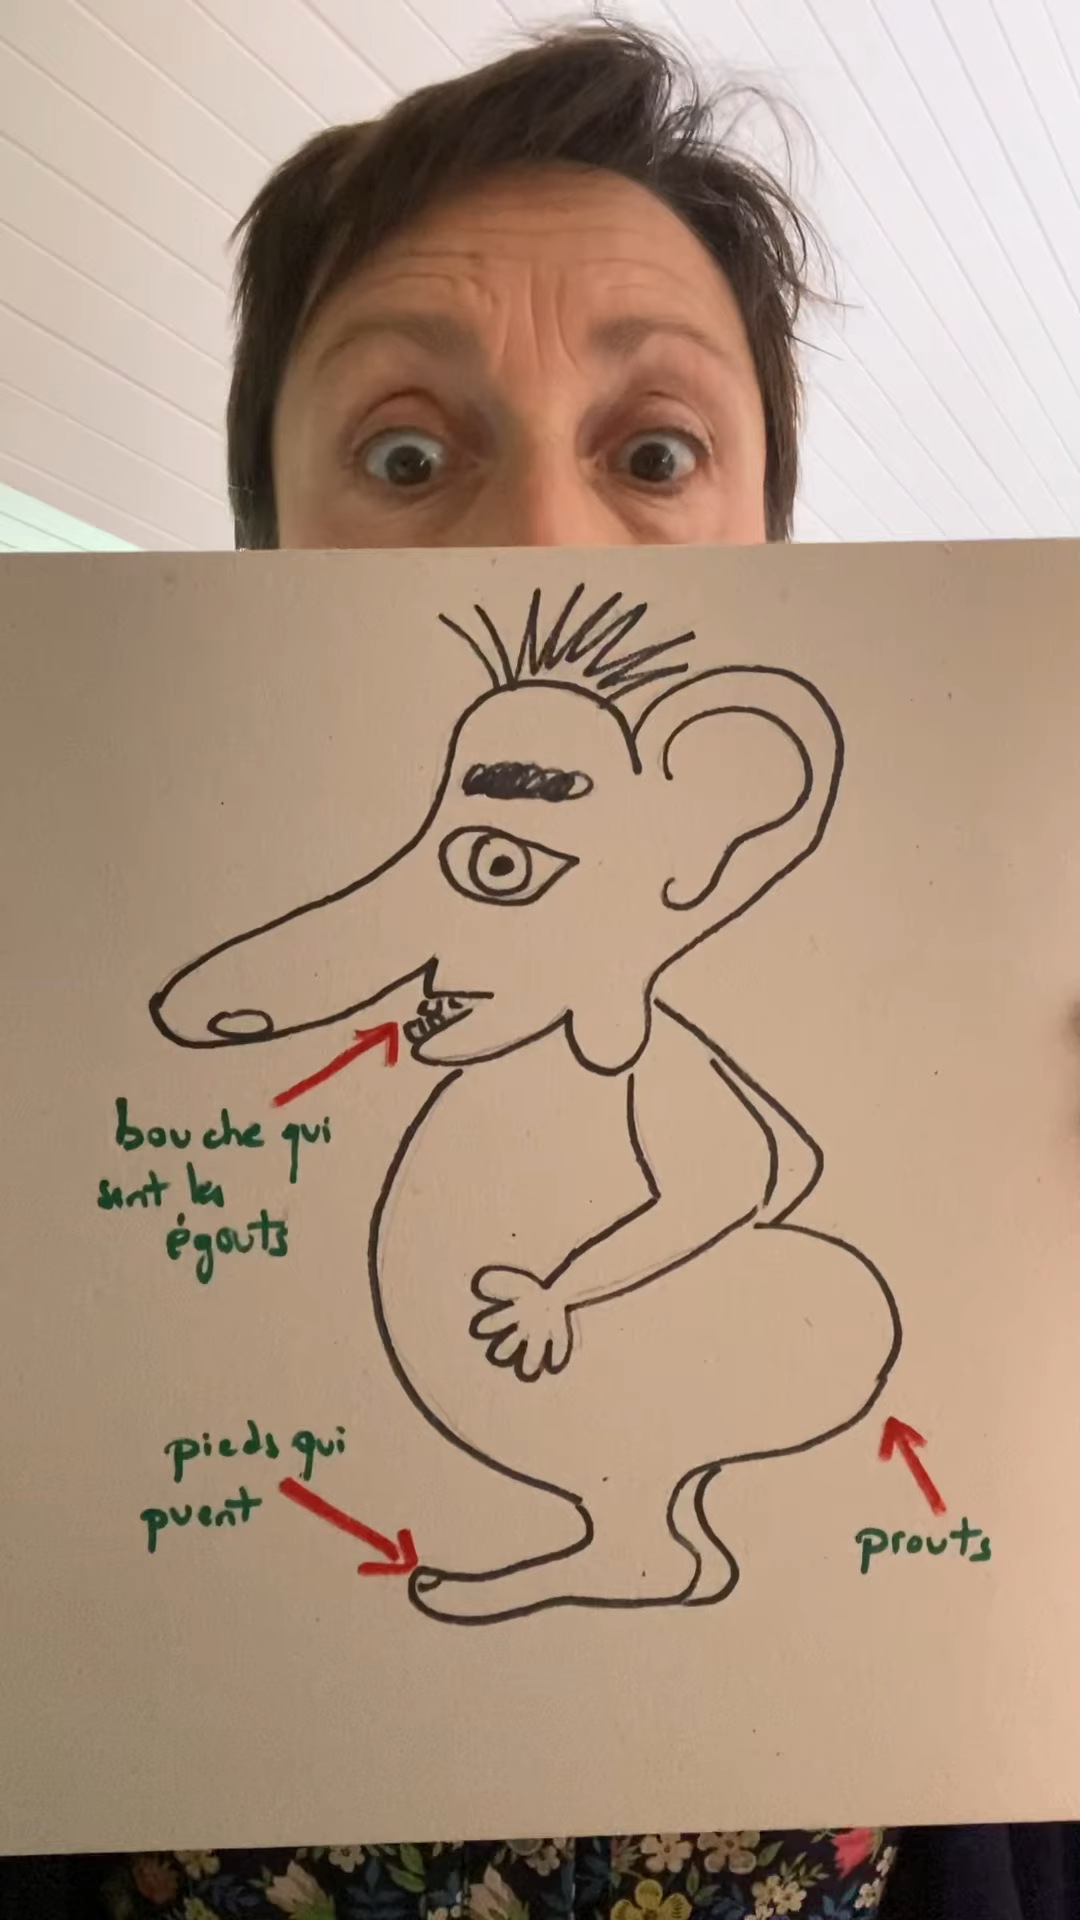 bouche qui
sent les
égouts
pieds qui
puent
prouts